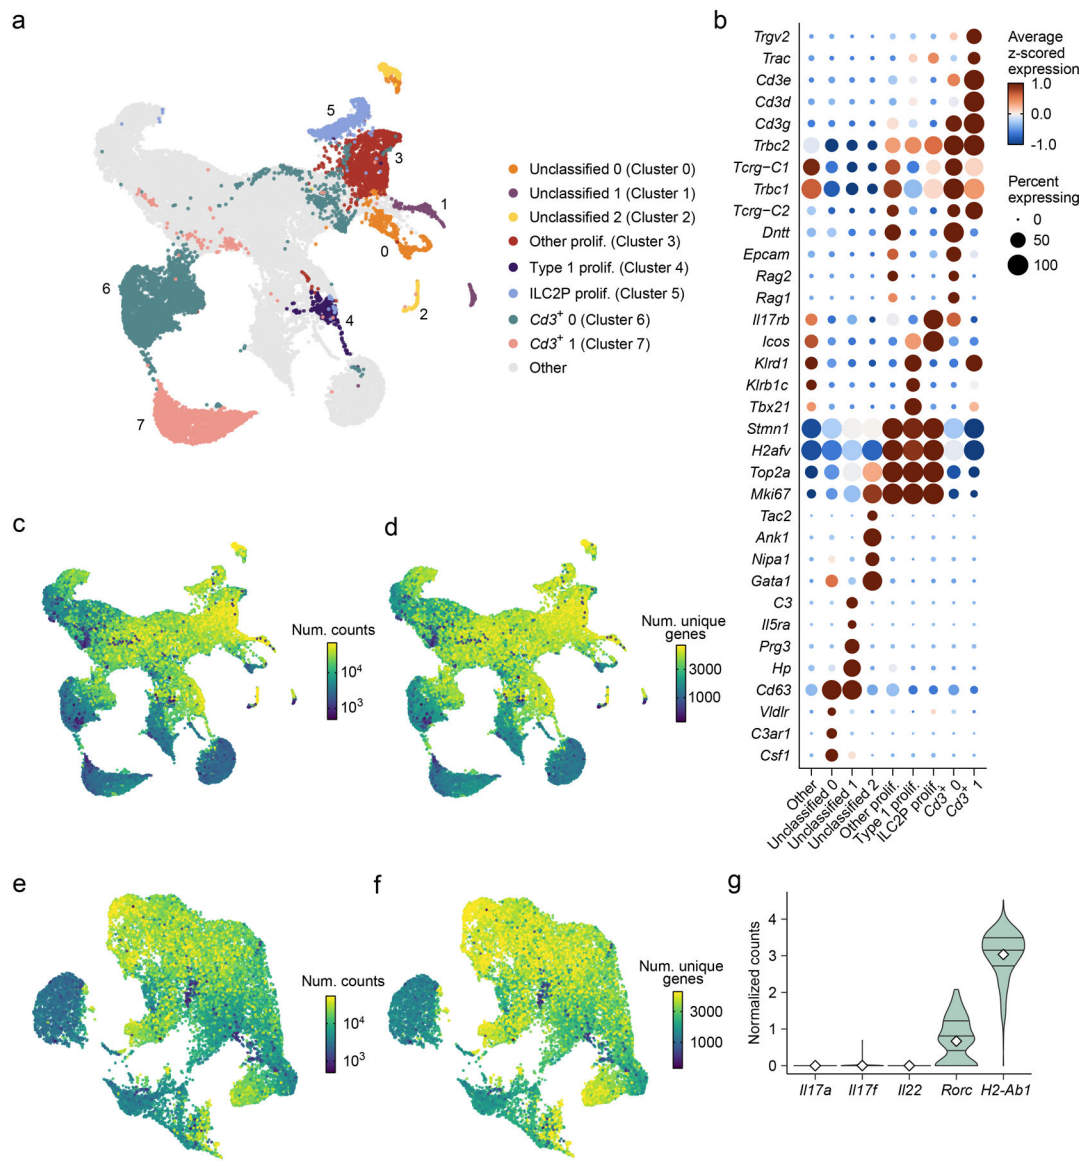 a
5
3
1
0
6
2
4
7
Unclassified 0 (Cluster 0)
Unclassified 1 (Cluster 1)
Unclassified 2 (Cluster 2)
Other prolif. (Cluster 3)
Type 1 prolif. (Cluster 4)
ILC2P prolif. (Cluster 5)
Cd3+ 0 (Cluster 6)
Cd3+ 1 (Cluster 7)
Other
b
Trgv2
Trac
Cd3e
Cd3d
Cd3g
Trbc2
Tcrg−C1
Trbc1
Tcrg−C2
Dntt
Epcam
Rag2
Rag1
Il17rb
Icos
Klrd1
Klrb1c
Tbx21
Stmn1
H2afv
Top2a
Mki67
Tac2
Ank1
Nipa1
Gata1
C3
Il5ra
Prg3
Hp
Cd63
Vldlr
C3ar1
Csf1
Other
Unclassified 0
Unclassified 1
Unclassified 2
Other prolif.
Type 1 prolif.
ILC2P prolif.
Cd3+ 0
Cd3+ 1
Average
z-scored
expression
1.0
0.0
-1.0
Percent
expressing
0
50
100
c
Num. counts
10^4
10^3
d
Num. unique
genes
3000
1000
e
Num. counts
10^4
10^3
f
Num. unique
genes
3000
1000
g
Normalized counts
4
3
2
1
0
Il17a
Il17f
Il22
Rorc
H2-Ab1